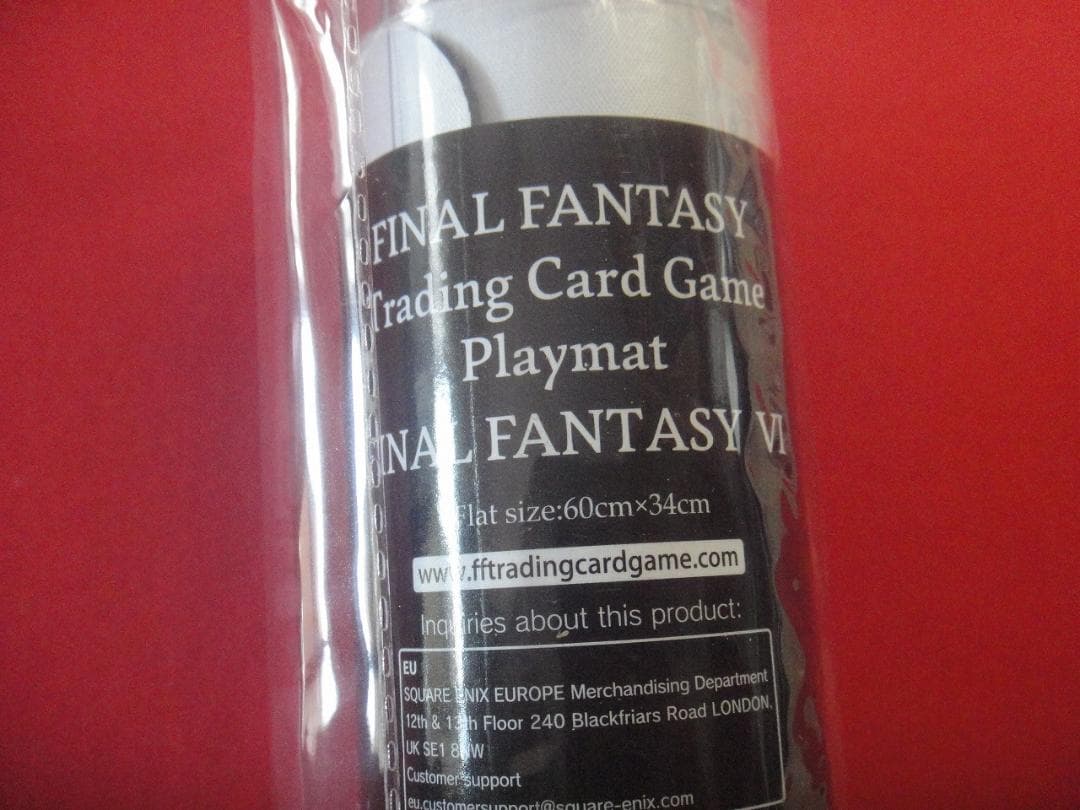 FINAL FANTASY
Trading Card Game
Playmat
FINAL FANTASY
Flat size:60cm×34cm
www.fftradingcardgame.com
Inquiries about this product:
EU
SQUARE ENIX EUROPE Merchandising Department
12th & 13th Floor 240 Blackfriars Road LONDON,
UK SE1 8NW
Customer support
eu.customersupport@square-enix.com